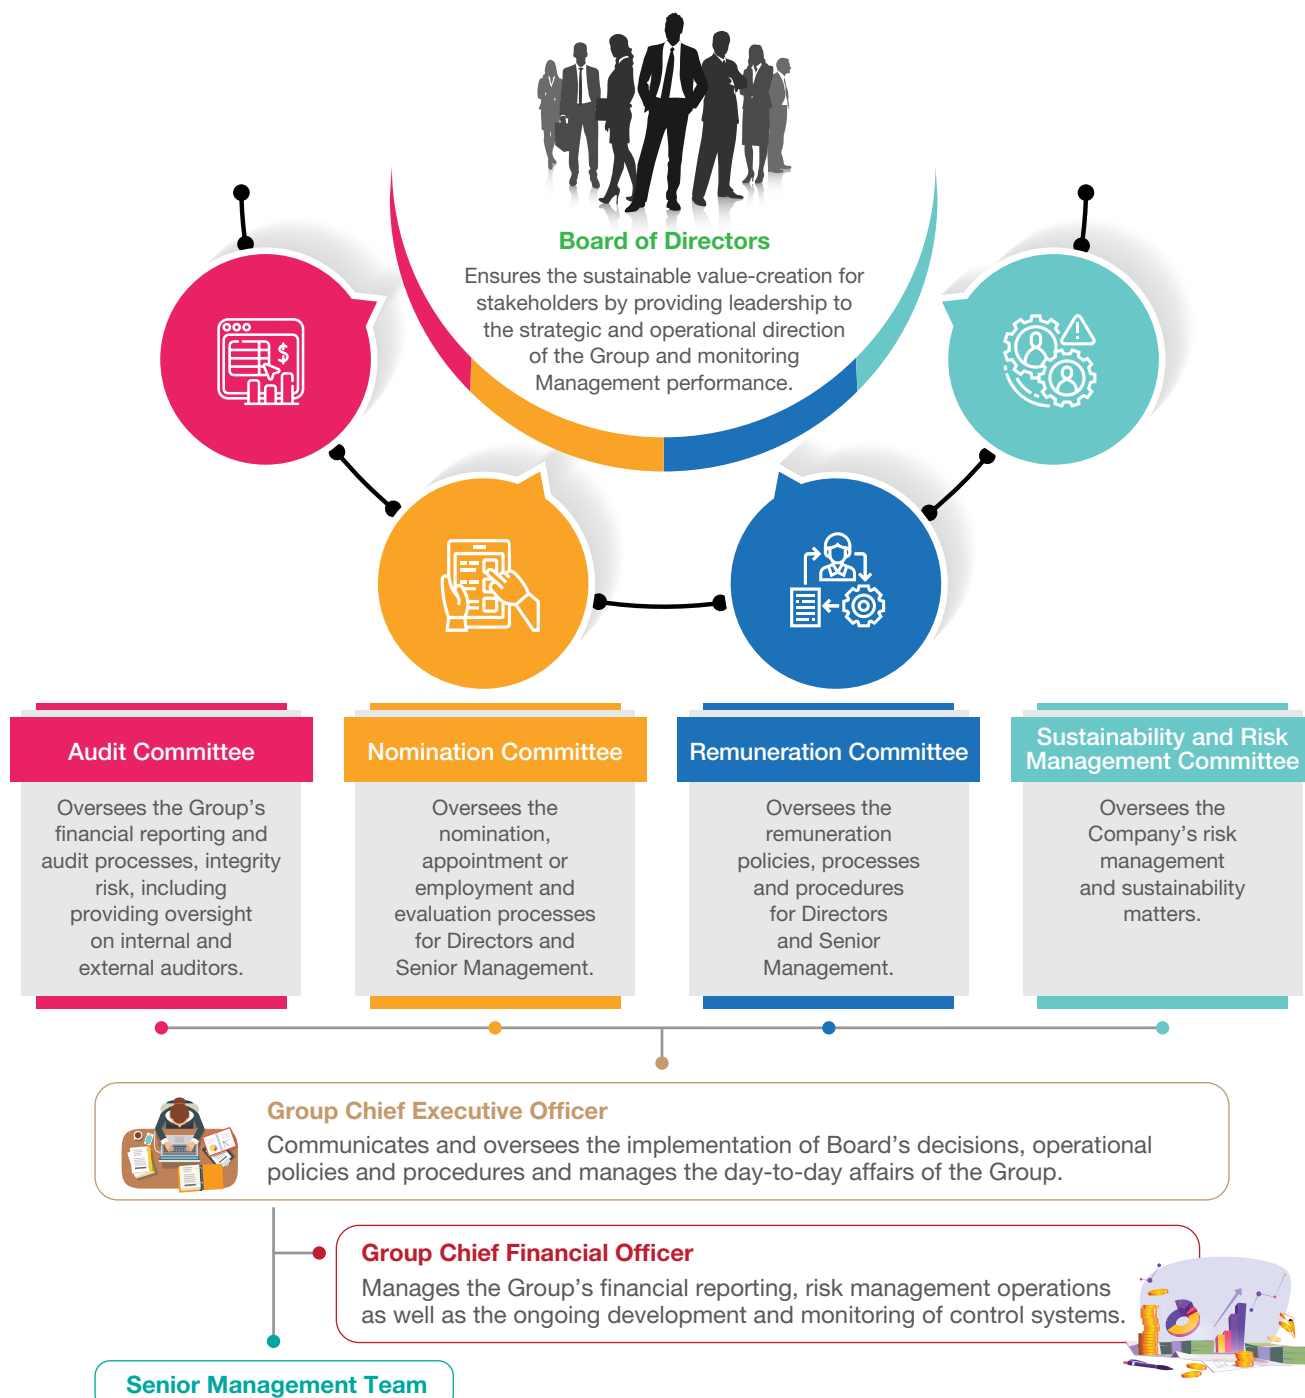 Board of Directors
Ensures the sustainable value-creation for
stakeholders by providing leadership to
the strategic and operational direction
of the Group and monitoring
Management performance.
$
Audit Committee
Oversees the Group’s
financial reporting and
audit processes, integrity
risk, including
providing oversight
on internal and
external auditors.
Nomination Committee
Oversees the
nomination,
appointment or
employment and
evaluation processes
for Directors and
Senior Management.
Remuneration Committee
Oversees the
remuneration
policies, processes
and procedures
for Directors
and Senior
Management.
Sustainability and Risk
Management Committee
Oversees the
Company’s risk
management
and sustainability
matters.
Group Chief Executive Officer
Communicates and oversees the implementation of Board’s decisions, operational
policies and procedures and manages the day-to-day affairs of the Group.
Group Chief Financial Officer
Manages the Group’s financial reporting, risk management operations
as well as the ongoing development and monitoring of control systems.
Senior Management Team